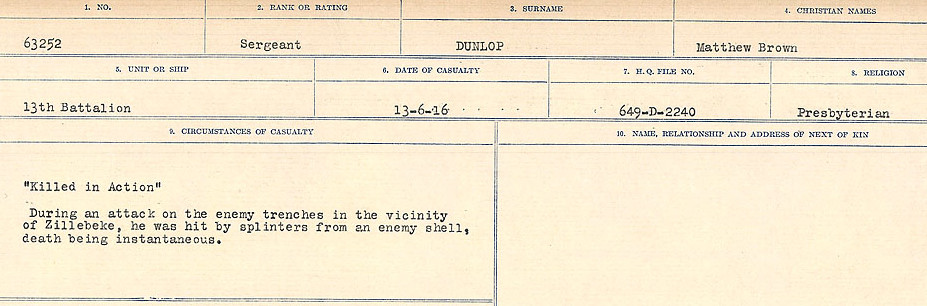 1. NO. 2. RANK OR RATING 3. SURNAME 4. CHRISTIAN NAMES
63252 Sergeant DUNLOP Matthew Brown
5. UNIT OR SHIP 6. DATE OF CASUALTY 7. H.Q. FILE NO. 8. RELIGION
13th Battalion 13-6-16 649-D-2240 Presbyterian
9. CIRCUMSTANCES OF CASUALTY 10. NAME, RELATIONSHIP AND ADDRESS OF NEXT OF KIN
"Killed in Action"
During an attack on the enemy trenches in the vicinity
of Zillebeke, he was hit by splinters from an enemy shell,
death being instantaneous.